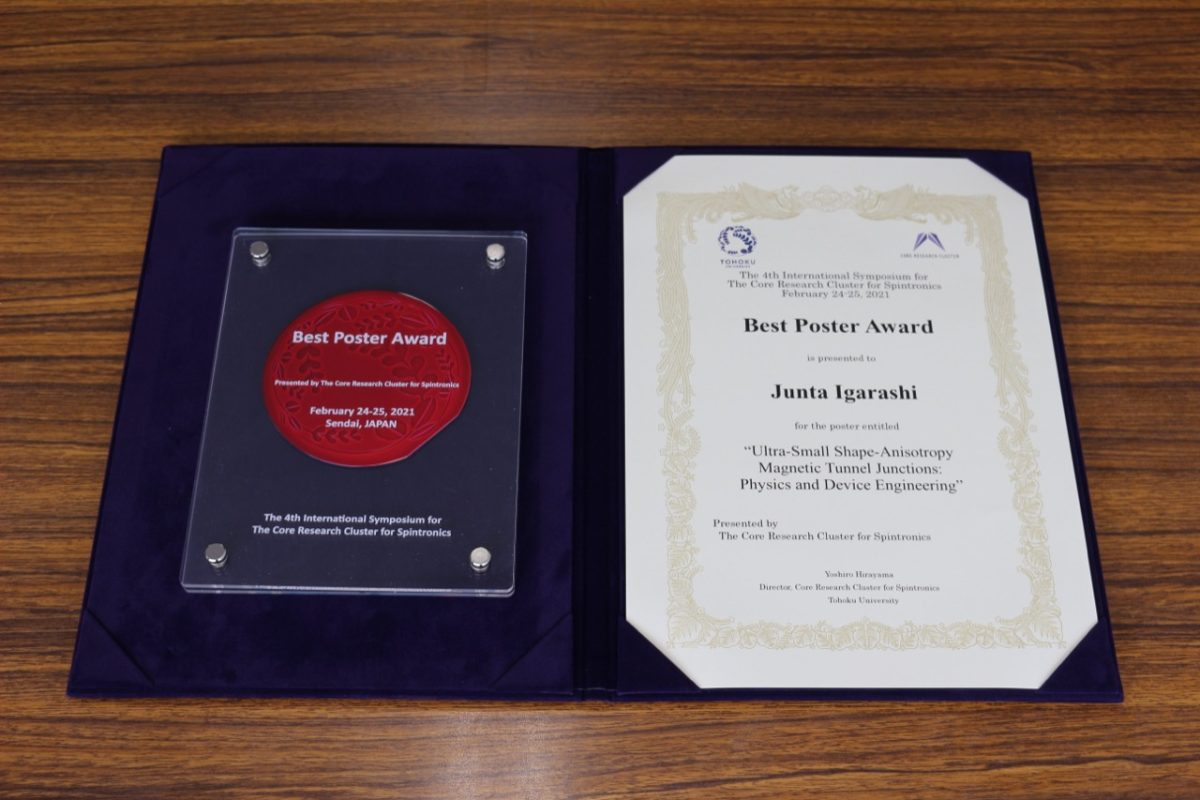 Best Poster Award
Presented by The Core Research Cluster for Spintronics
February 24-25, 2021
Sendai, JAPAN
The 4th International Symposium for
The Core Research Cluster for Spintronics
TOHOKU
UNIVERSITY
CORE RESEARCH CLUSTER
The 4th International Symposium for
The Core Research Cluster for Spintronics
February 24-25, 2021
Best Poster Award
is presented to
Junta Igarashi
for the poster entitled
“Ultra-Small Shape-Anisotropy
Magnetic Tunnel Junctions:
Physics and Device Engineering”
Presented by
The Core Research Cluster for Spintronics
Yoshiro Hirayama
Director, Core Research Cluster for Spintronics
Tohoku University